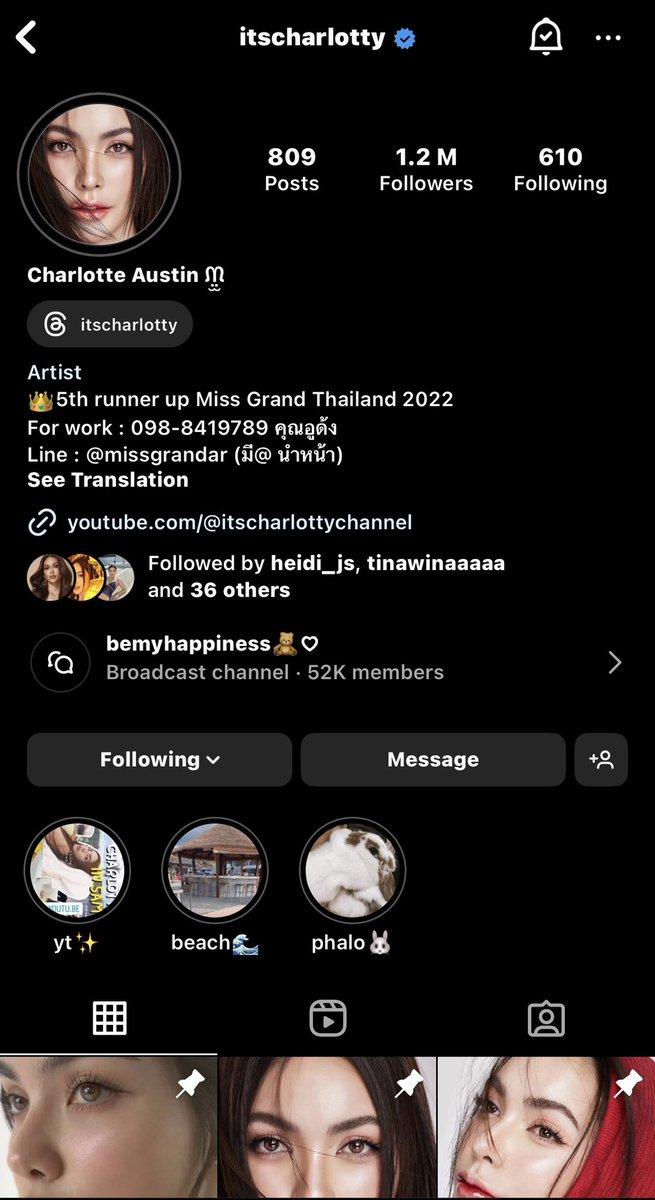 itscharlotty
809 1.2 M 610
Posts Followers Following
Charlotte Austin
itscharlotty
Artist
👑5th runner up Miss Grand Thailand 2022
For work : 098-8419789 คุณอูด้ง
Line : @missgrandar (มี@ นำหน้า)
See Translation
youtube.com/@itscharlottychannel
Followed by heidi_js, tinawinaaaaa
and 36 others
bemyhappiness🧸♡
Broadcast channel · 52K members
Following Message
CHARLOTTE
YOUTU.BE
yt✨ beach🌊 phalo🐰